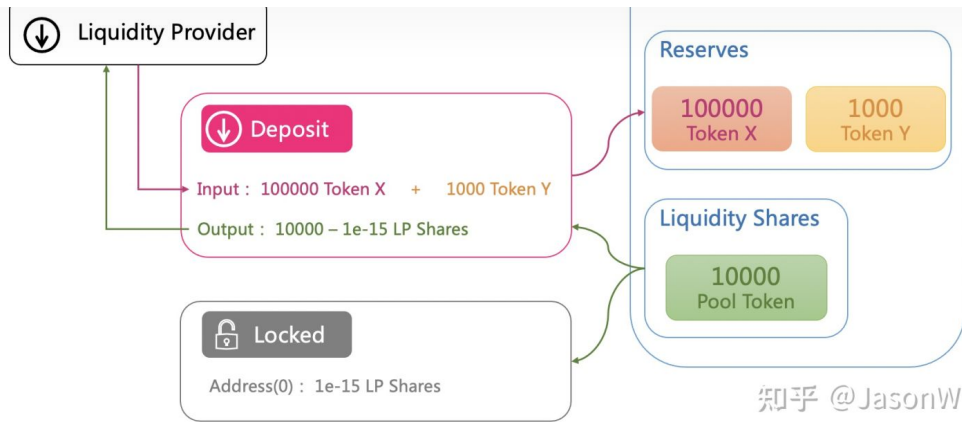 Liquidity Provider
Deposit
Input : 100000 Token X + 1000 Token Y
Output : 10000 – 1e-15 LP Shares
Locked
Address(0) : 1e-15 LP Shares
Reserves
100000
Token X
1000
Token Y
Liquidity Shares
10000
Pool Token
知乎 @JasonW